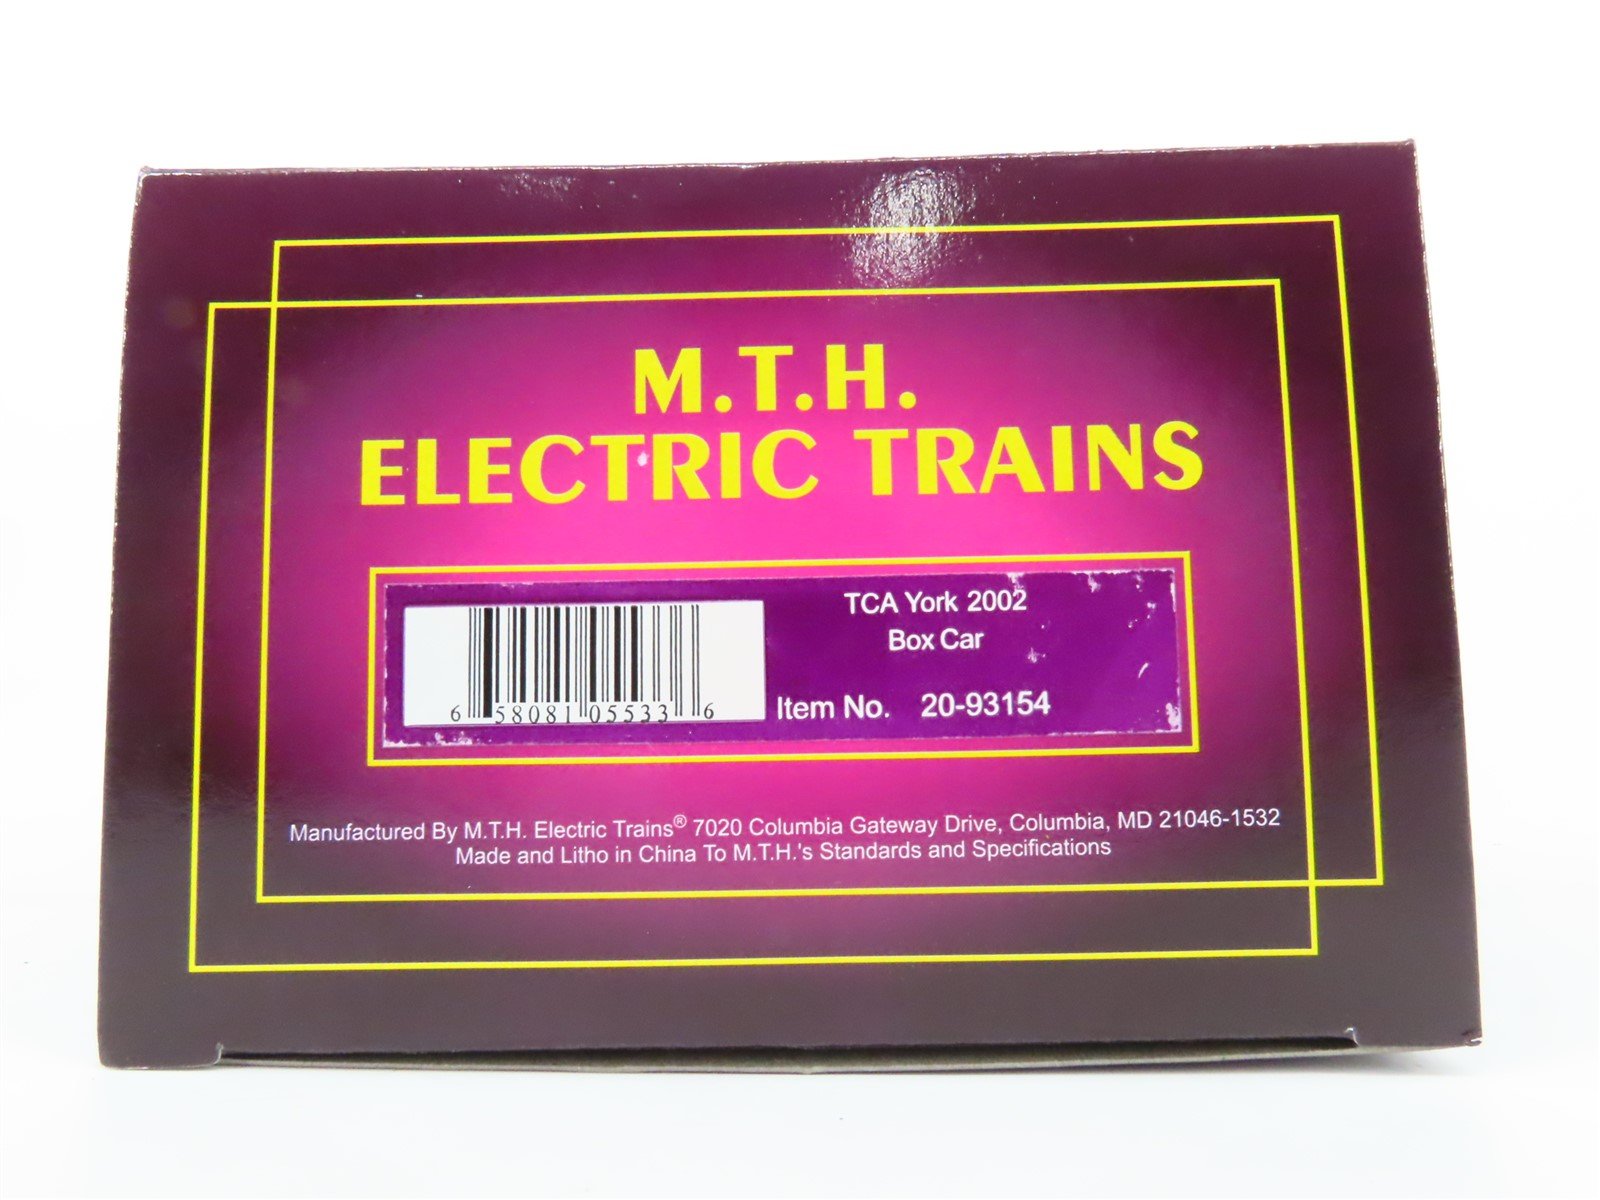 M.T.H.
ELECTRIC TRAINS
TCA York 2002
Box Car
6 58081 05533 6
Item No. 20-93154
Manufactured By M.T.H. Electric Trains® 7020 Columbia Gateway Drive, Columbia, MD 21046-1532
Made and Litho in China To M.T.H.'s Standards and Specifications